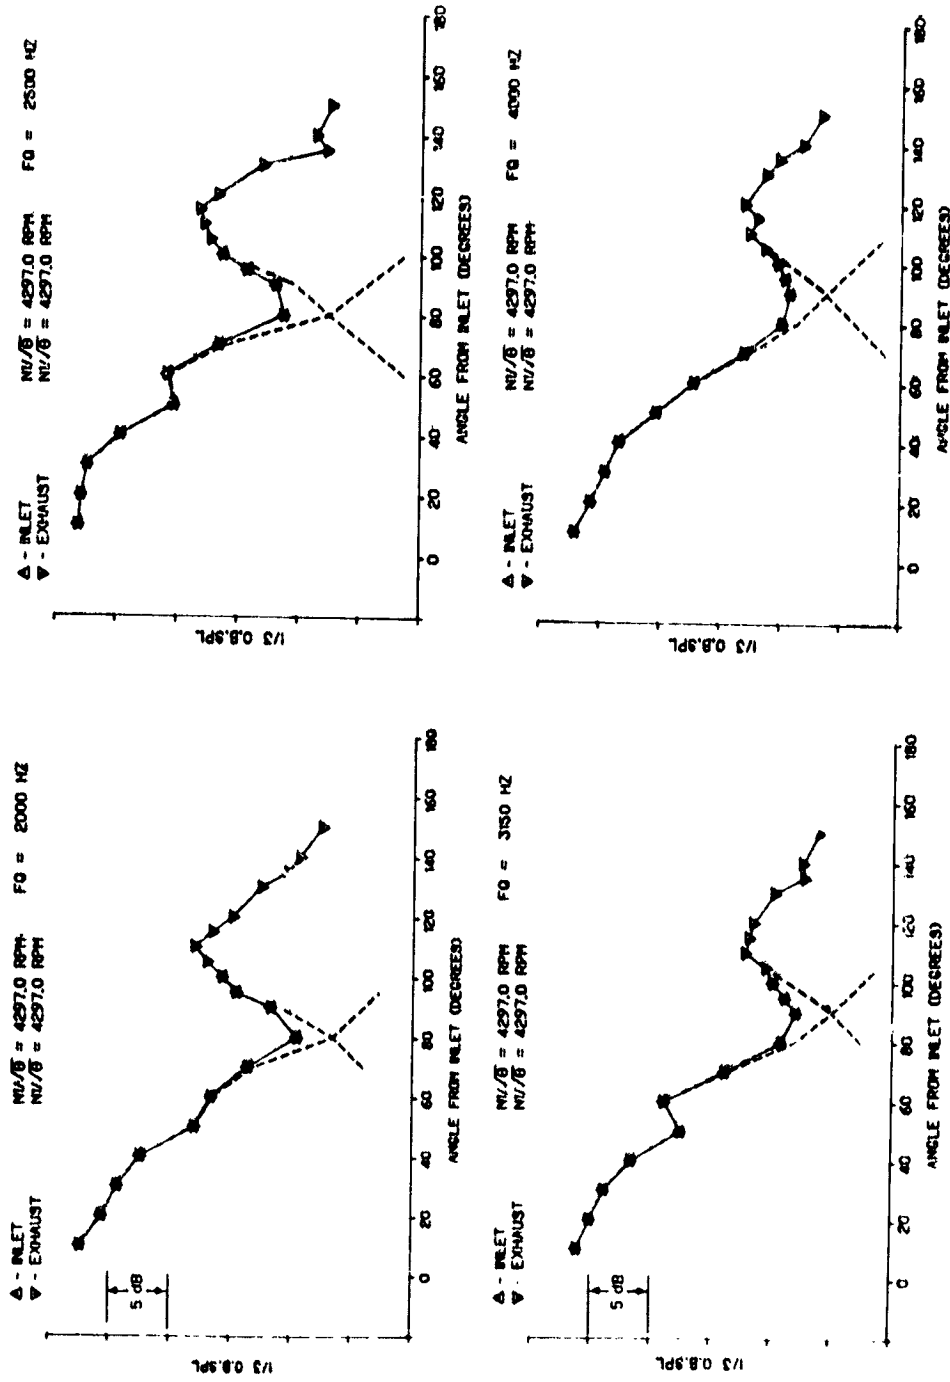 △ - INLET N1/√θ = 4297.0 RPM FQ = 2000 HZ
▽ - EXHAUST N1/√θ = 4297.0 RPM
5 dB
1/3 O.B.SPL
0 20 40 60 80 100 120 140 160 180
ANGLE FROM INLET (DEGREES)
△ - INLET N1/√θ = 4297.0 RPM FQ = 2500 HZ
▽ - EXHAUST N1/√θ = 4297.0 RPM
1/3 O.B.SPL
0 20 40 60 80 100 120 140 160 180
ANGLE FROM INLET (DEGREES)
△ - INLET N1/√θ = 4297.0 RPM FQ = 3150 HZ
▽ - EXHAUST N1/√θ = 4297.0 RPM
5 dB
1/3 O.B.SPL
0 20 40 60 80 100 120 140 160 180
ANGLE FROM INLET (DEGREES)
△ - INLET N1/√θ = 4297.0 RPM FQ = 4000 HZ
▽ - EXHAUST N1/√θ = 4297.0 RPM
1/3 O.B.SPL
0 20 40 60 80 100 120 140 160 180
ANGLE FROM INLET (DEGREES)